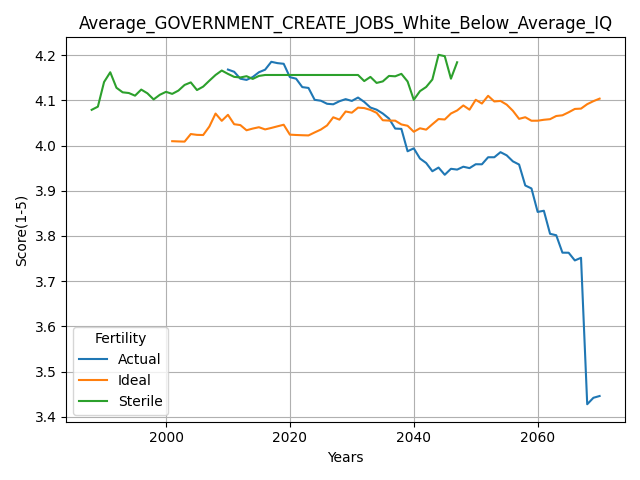 Average_GOVERNMENT_CREATE_JOBS_White_Below_Average_IQ
4.2
4.1
4.0
3.9
3.8
3.7
3.6
3.5
3.4
Score(1-5)
Fertility
Actual
Ideal
Sterile
2000
2020
2040
2060
Years